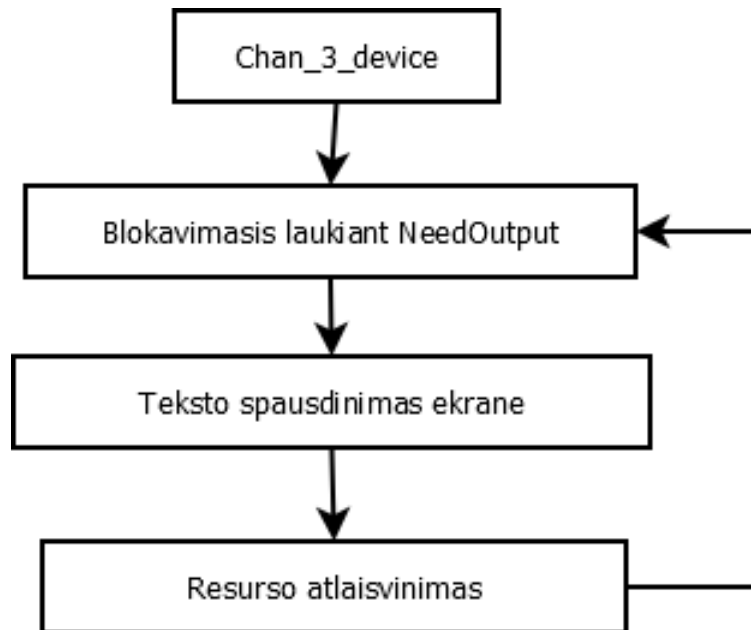 Chan_3_device
Blokavimasis laukiant NeedOutput
Teksto spausdinimas ekrane
Resurso atlaisvinimas